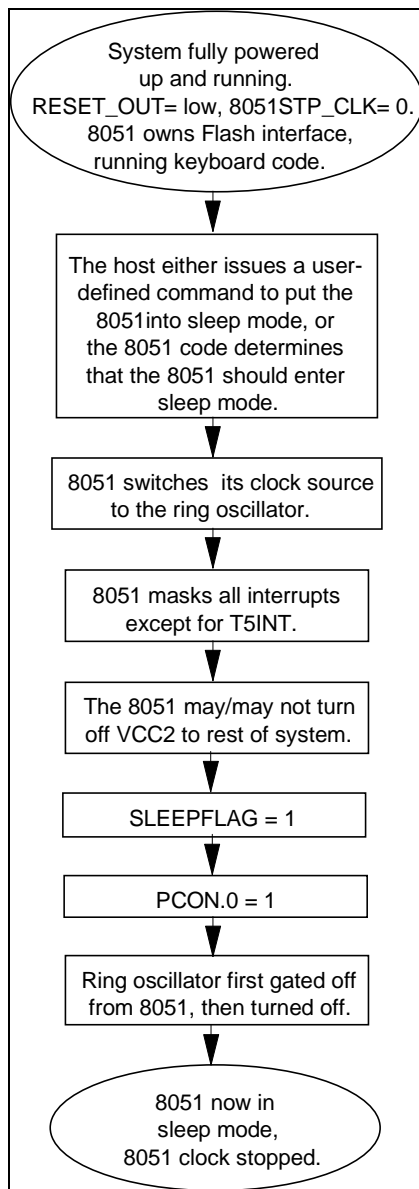 System fully powered
up and running.
RESET_OUT= low, 8051STP_CLK= 0.
8051 owns Flash interface,
running keyboard code.
The host either issues a user-
defined command to put the
8051into sleep mode, or
the 8051 code determines
that the 8051 should enter
sleep mode.
8051 switches its clock source
to the ring oscillator.
8051 masks all interrupts
except for T5INT.
The 8051 may/may not turn
off VCC2 to rest of system.
SLEEPFLAG = 1
PCON.0 = 1
Ring oscillator first gated off
from 8051, then turned off.
8051 now in
sleep mode,
8051 clock stopped.